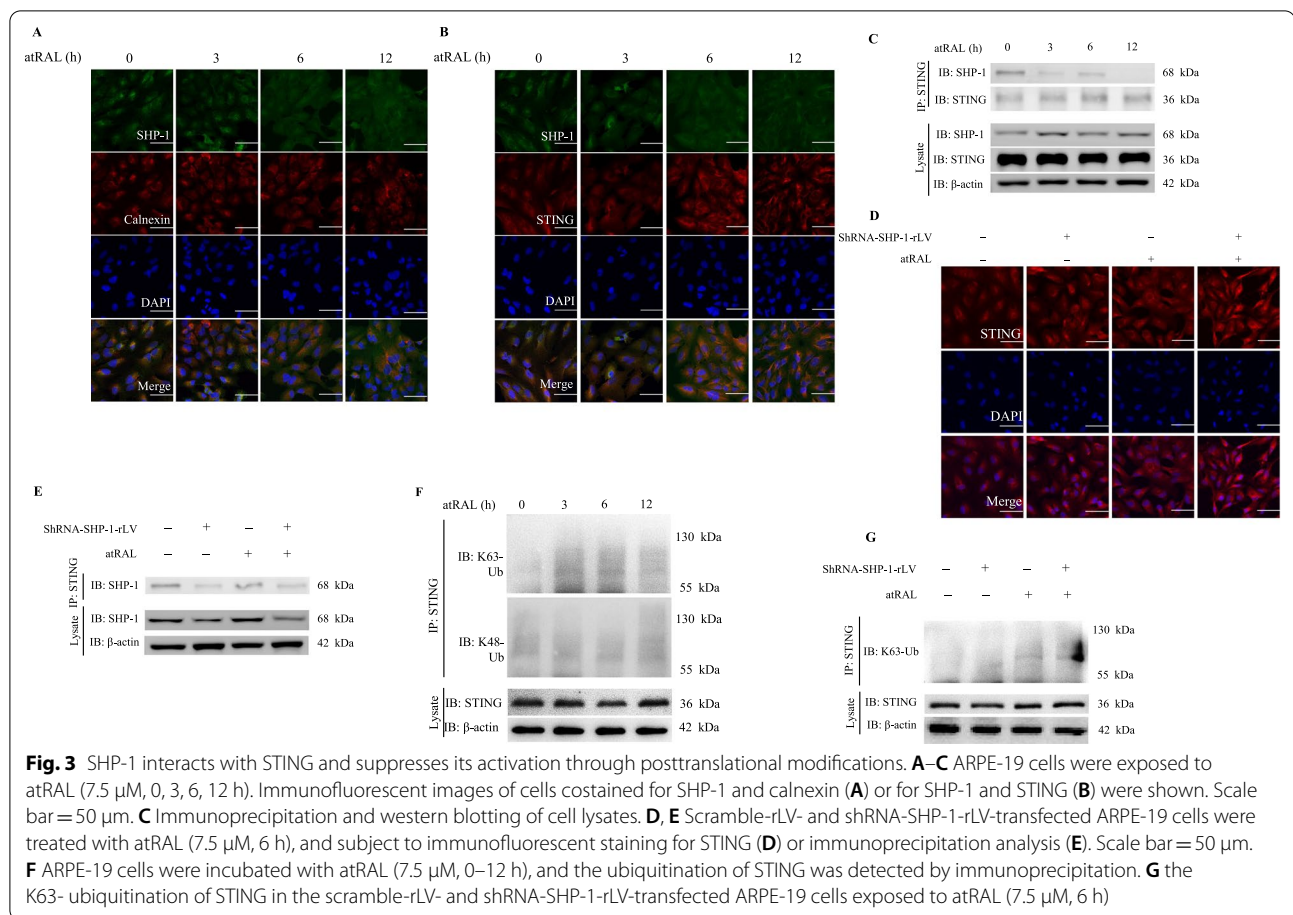 A
atRAL (h) 0 3 6 12
SHP-1
Calnexin
DAPI
Merge
B
atRAL (h) 0 3 6 12
SHP-1
STING
DAPI
Merge
C
atRAL (h)
0 3 6 12
IP: STING
IB: SHP-1 68 kDa
IB: STING 36 kDa
Lysate
IB: SHP-1 68 kDa
IB: STING 36 kDa
IB: β-actin 42 kDa
D
ShRNA-SHP-1-rLV – + – +
atRAL – – + +
STING
DAPI
Merge
E
ShRNA-SHP-1-rLV – + – +
atRAL – – + +
IP: STING
IB: SHP-1 68 kDa
Lysate
IB: SHP-1 68 kDa
IB: β-actin 42 kDa
F
atRAL (h) 0 3 6 12
IP: STING
130 kDa
IB: K63-
Ub
55 kDa
130 kDa
IB: K48-
Ub
55 kDa
Lysate
IB: STING 36 kDa
IB: β-actin 42 kDa
G
ShRNA-SHP-1-rLV – + – +
atRAL – – + +
IP: STING
130 kDa
IB: K63-Ub
55 kDa
Lysate
IB: STING 36 kDa
IB: β-actin 42 kDa
Fig. 3 SHP-1 interacts with STING and suppresses its activation through posttranslational modifications. A–C ARPE-19 cells were exposed to
atRAL (7.5 μM, 0, 3, 6, 12 h). Immunofluorescent images of cells costained for SHP-1 and calnexin (A) or for SHP-1 and STING (B) were shown. Scale
bar = 50 μm. C Immunoprecipitation and western blotting of cell lysates. D, E Scramble-rLV- and shRNA-SHP-1-rLV-transfected ARPE-19 cells were
treated with atRAL (7.5 μM, 6 h), and subject to immunofluorescent staining for STING (D) or immunoprecipitation analysis (E). Scale bar = 50 μm.
F ARPE-19 cells were incubated with atRAL (7.5 μM, 0–12 h), and the ubiquitination of STING was detected by immunoprecipitation. G the
K63- ubiquitination of STING in the scramble-rLV- and shRNA-SHP-1-rLV-transfected ARPE-19 cells exposed to atRAL (7.5 μM, 6 h)